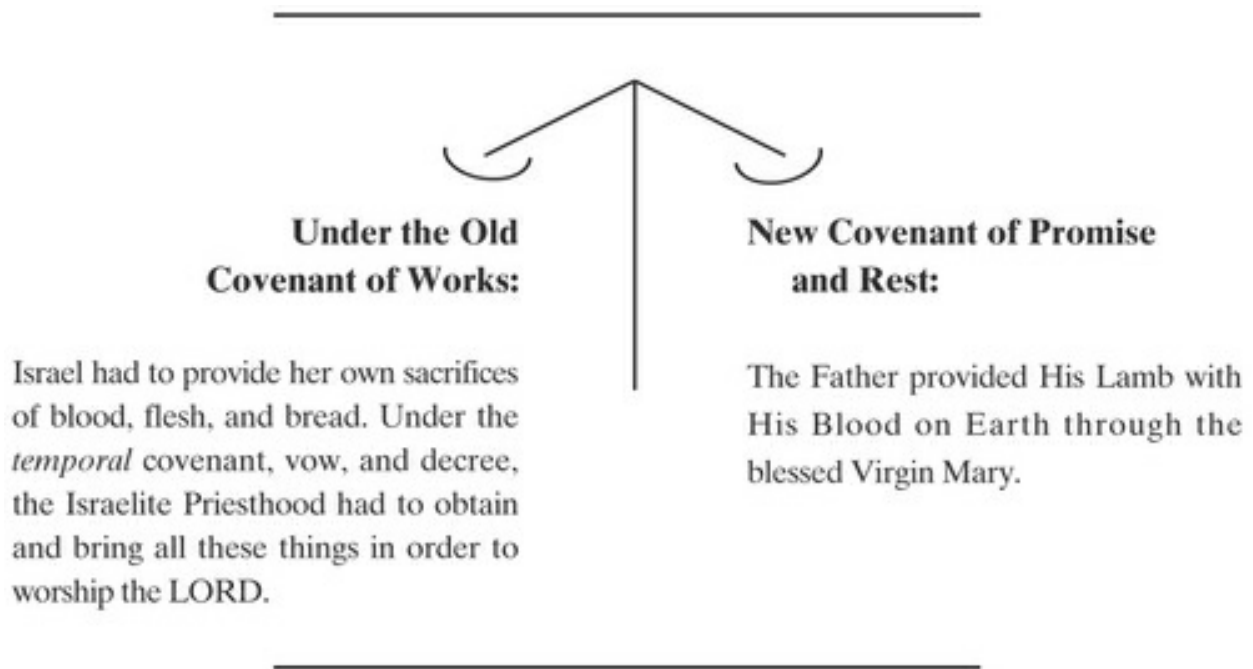 Under the Old
Covenant of Works:
Israel had to provide her own sacrifices
of blood, flesh, and bread. Under the
temporal covenant, vow, and decree,
the Israelite Priesthood had to obtain
and bring all these things in order to
worship the LORD.
New Covenant of Promise
and Rest:
The Father provided His Lamb with
His Blood on Earth through the
blessed Virgin Mary.